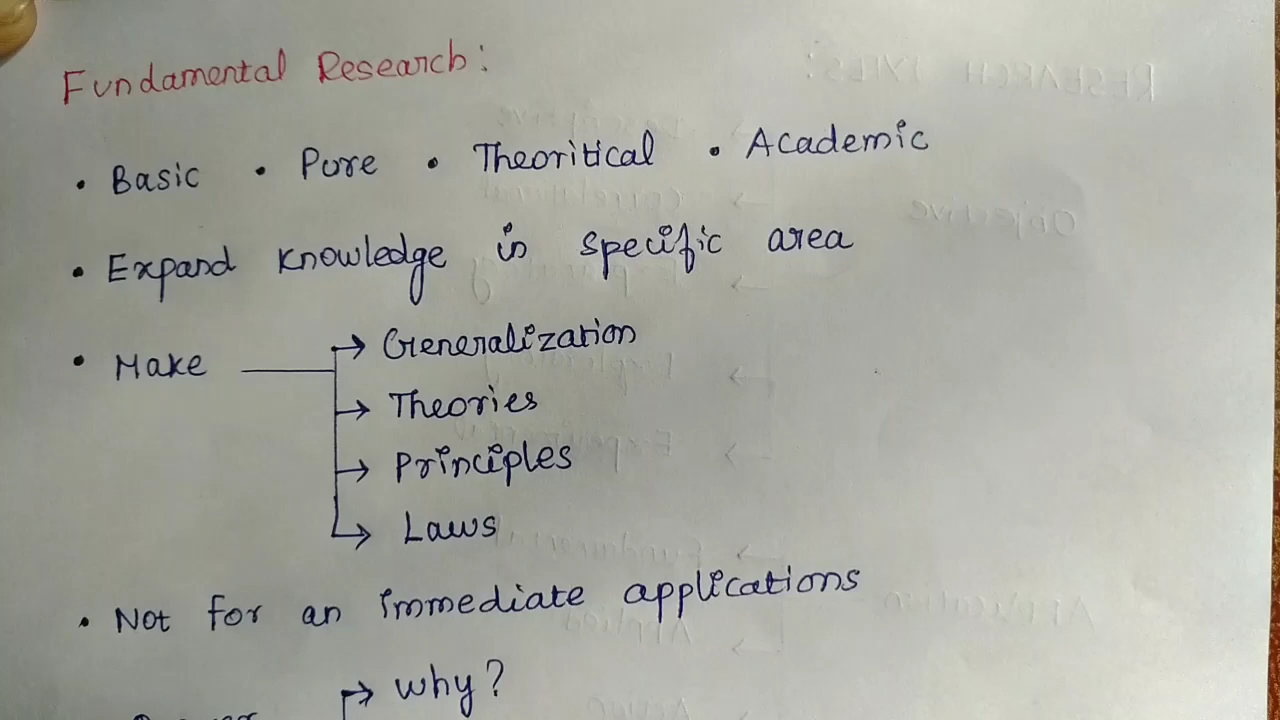 Fundamental Research:
• Basic • Pure • Theoritical • Academic
• Expand Knowledge in specific area
• Make → Generalization
→ Theories
→ Principles
→ Laws
• Not for an immediate applications
→ why?